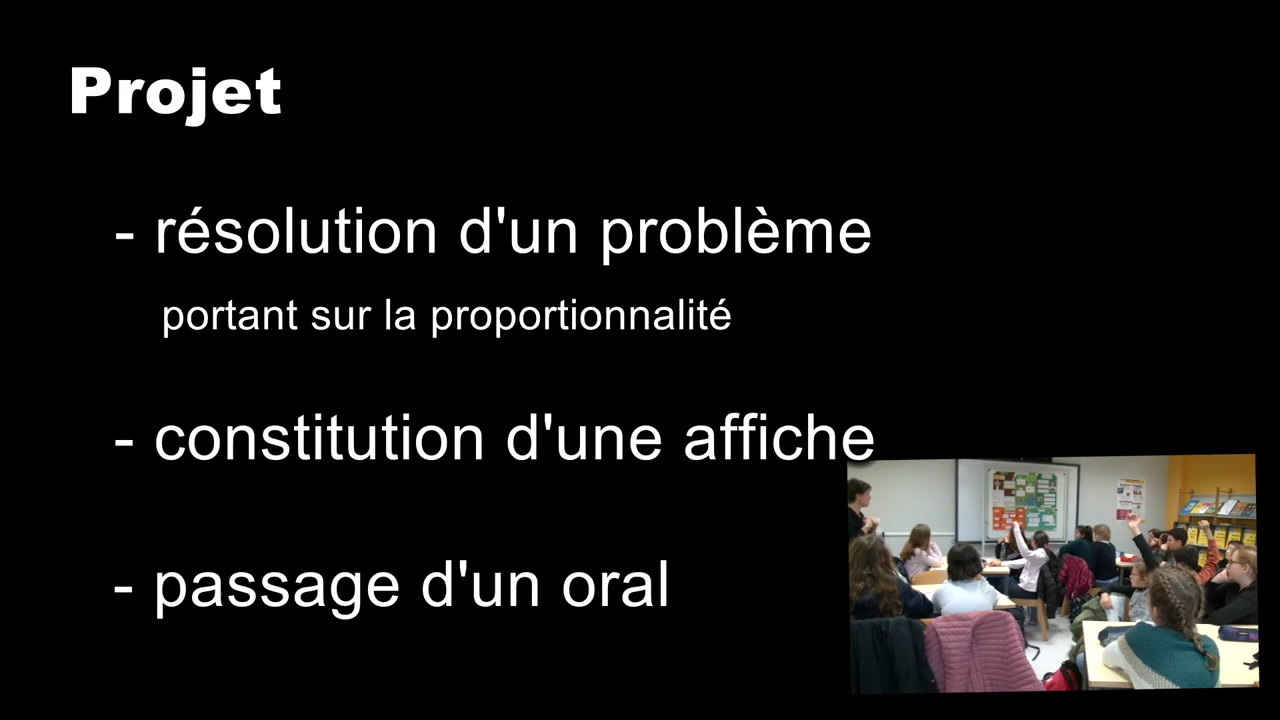 Projet
- résolution d'un problème
portant sur la proportionnalité
- constitution d'une affiche
- passage d'un oral